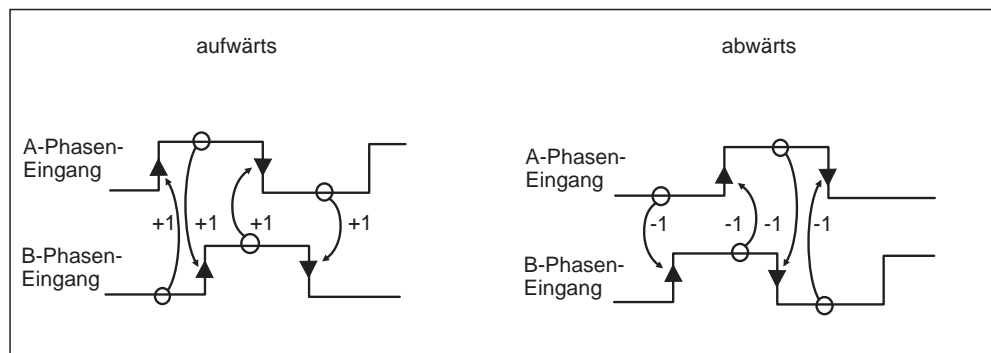 aufwärts
A-Phasen-
Eingang
+1
+1
+1
+1
B-Phasen-
Eingang
abwärts
A-Phasen-
Eingang
-1
-1
-1
-1
B-Phasen-
Eingang